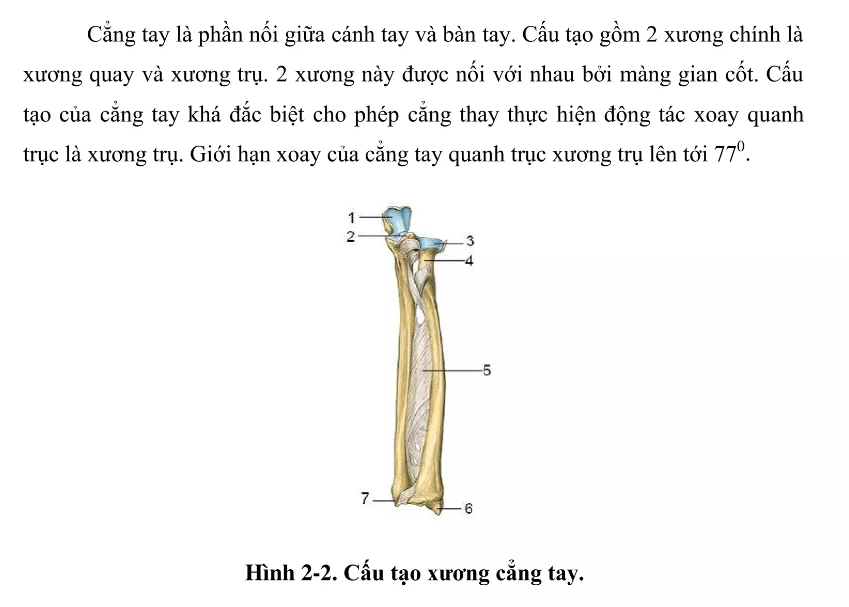 Cẳng tay là phần nối giữa cánh tay và bàn tay. Cấu tạo gồm 2 xương chính là
xương quay và xương trụ. 2 xương này được nối với nhau bởi màng gian cốt. Cấu
tạo của cẳng tay khá đắc biệt cho phép cẳng thay thực hiện động tác xoay quanh
trục là xương trụ. Giới hạn xoay của cẳng tay quanh trục xương trụ lên tới 77⁰.
1
2
3
4
5
7
6
Hình 2-2. Cấu tạo xương cẳng tay.